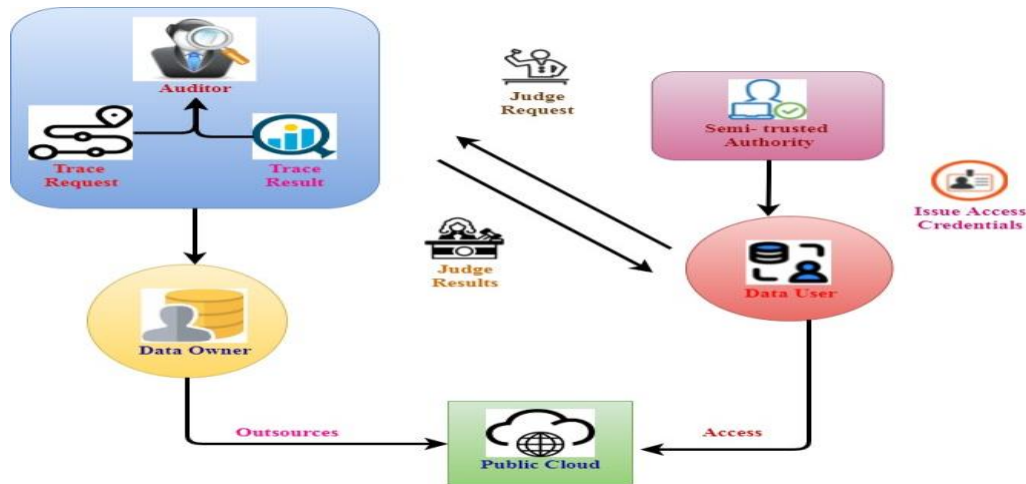 Auditor
Trace
Request
Trace
Result
Judge
Request
Semi- trusted
Authority
Issue Access
Credentials
Judge
Results
Data User
Data Owner
Outsources
Access
Public Cloud